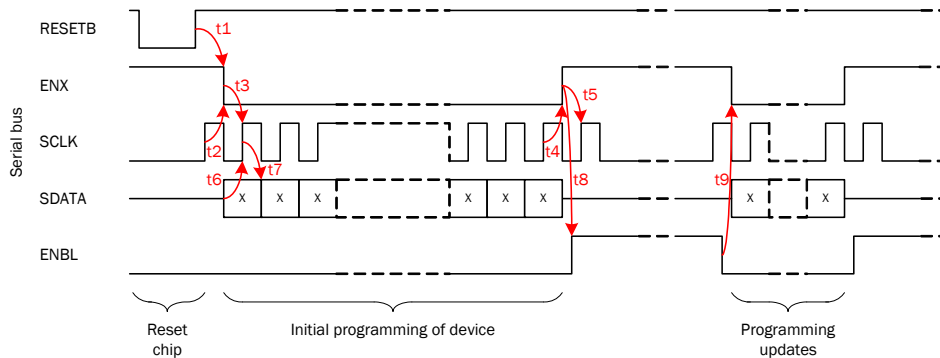 RESETB
t1
ENX
t3
t5
Serial bus
SCLK
t2
t7
t4
t6
t8
t9
SDATA
X X X X X X X X
ENBL
Reset
chip
Initial programming of device
Programming
updates